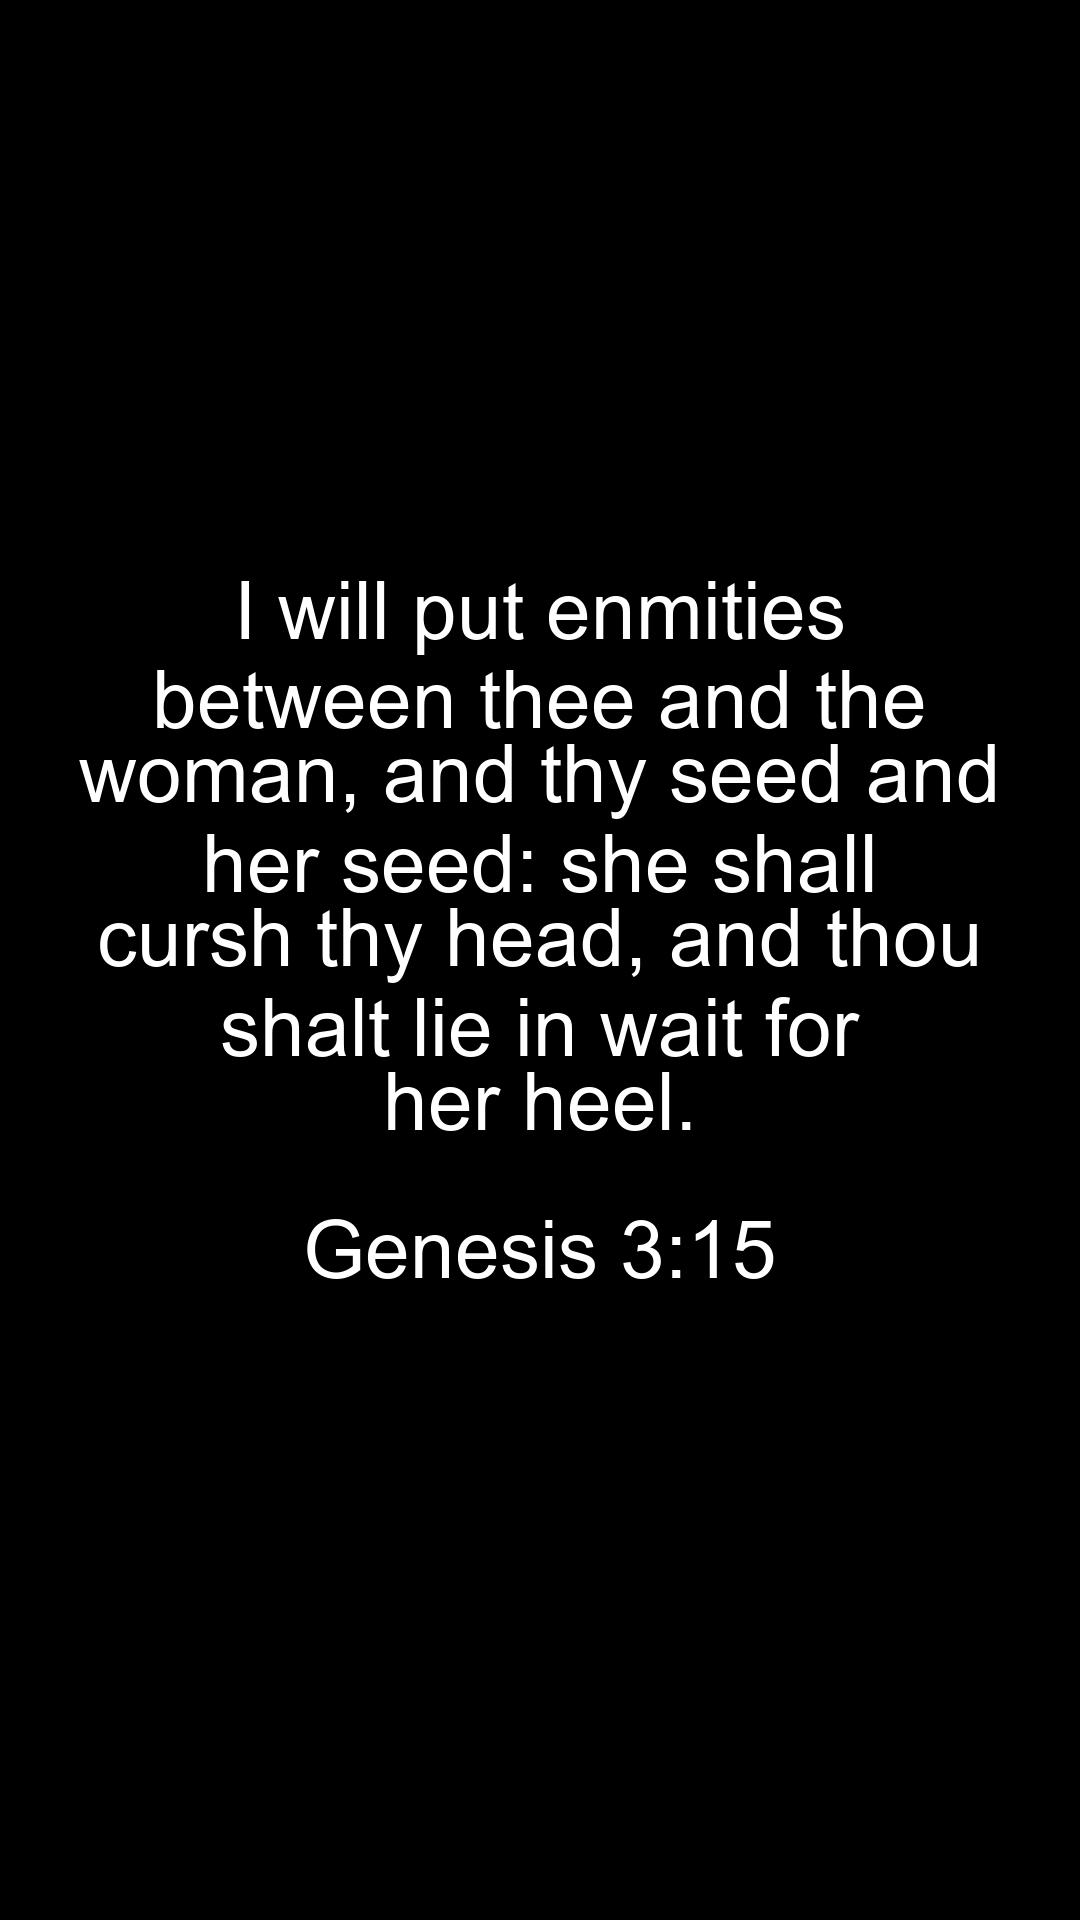 I will put enmities
between thee and the
woman, and thy seed and
her seed: she shall
cursh thy head, and thou
shalt lie in wait for
her heel.
Genesis 3:15